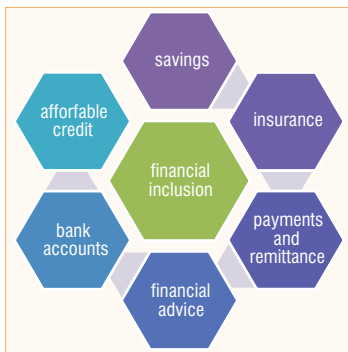 savings
afforfable
credit
insurance
financial
inclusion
bank
accounts
payments
and
remittance
financial
advice